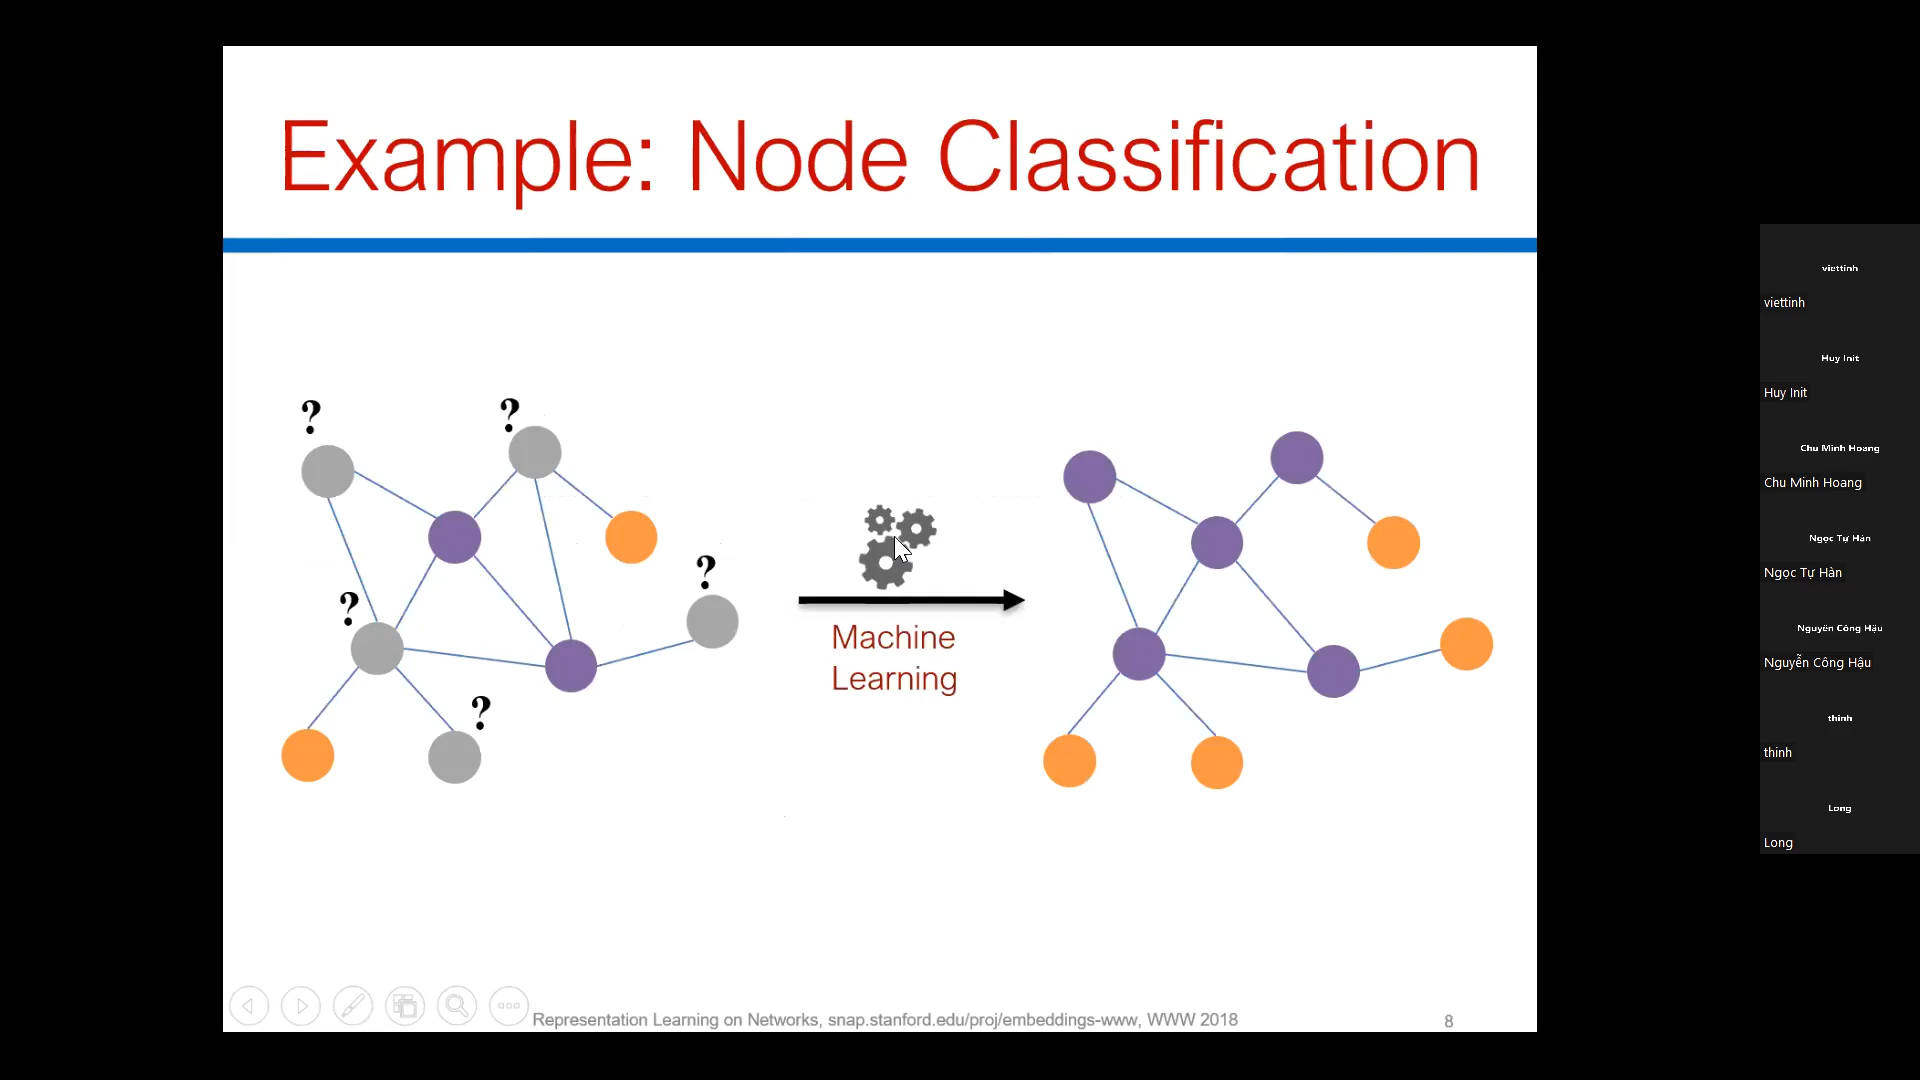 Example: Node Classification
?
?
?
?
?
Machine
Learning
Representation Learning on Networks, snap.stanford.edu/proj/embeddings-www, WWW 2018
8
viettinh
viettinh
Huy Init
Huy Init
Chu Minh Hoang
Chu Minh Hoang
Ngọc Tự Hàn
Ngọc Tự Hàn
Nguyễn Công Hậu
Nguyễn Công Hậu
thinh
thinh
Long
Long